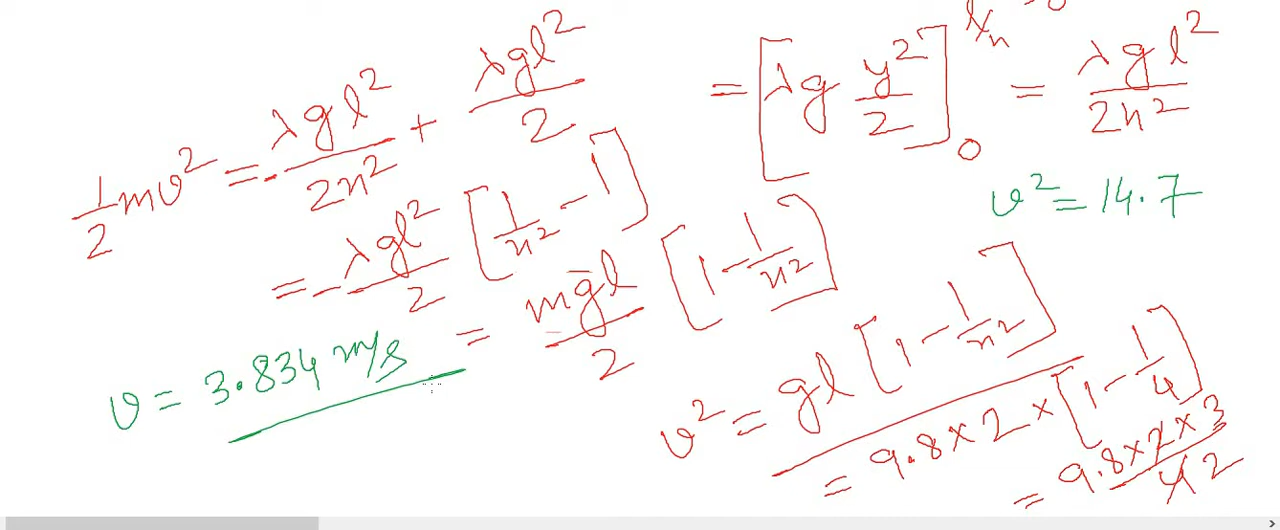 ½mv² = -λgl²/2n² + λgl²/2
= -λgl²/2 [1/n² - 1]
= mgl/2 [1 - 1/n²]
v = 3.834 m/s
= [λg y²/2]₀^l/n = λgl²/2n²
v² = 14.7
v² = gl [1 - 1/n²]
= 9.8 × 2 × [1 - 1/4]
= 9.8 × 2 × 3 / 4 2